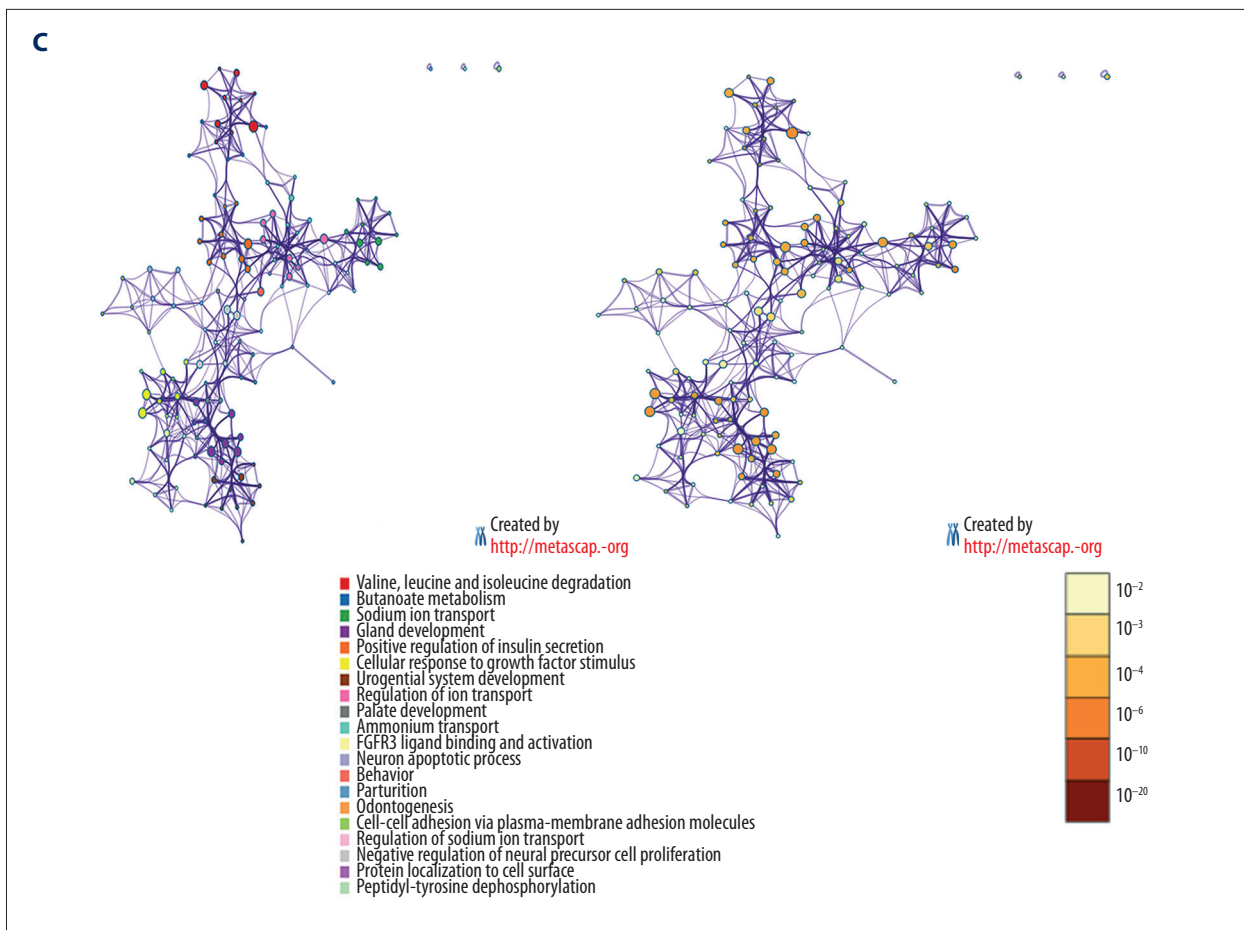 C
Created by
http://metascap.-org
Created by
http://metascap.-org
Valine, leucine and isoleucine degradation
Butanoate metabolism
Sodium ion transport
Gland development
Positive regulation of insulin secretion
Cellular response to growth factor stimulus
Urogential system development
Regulation of ion transport
Palate development
Ammonium transport
FGFR3 ligand binding and activation
Neuron apoptotic process
Behavior
Parturition
Odontogenesis
Cell-cell adhesion via plasma-membrane adhesion molecules
Regulation of sodium ion transport
Negative regulation of neural precursor cell proliferation
Protein localization to cell surface
Peptidyl-tyrosine dephosphorylation
10⁻²
10⁻³
10⁻⁴
10⁻⁶
10⁻¹⁰
10⁻²⁰